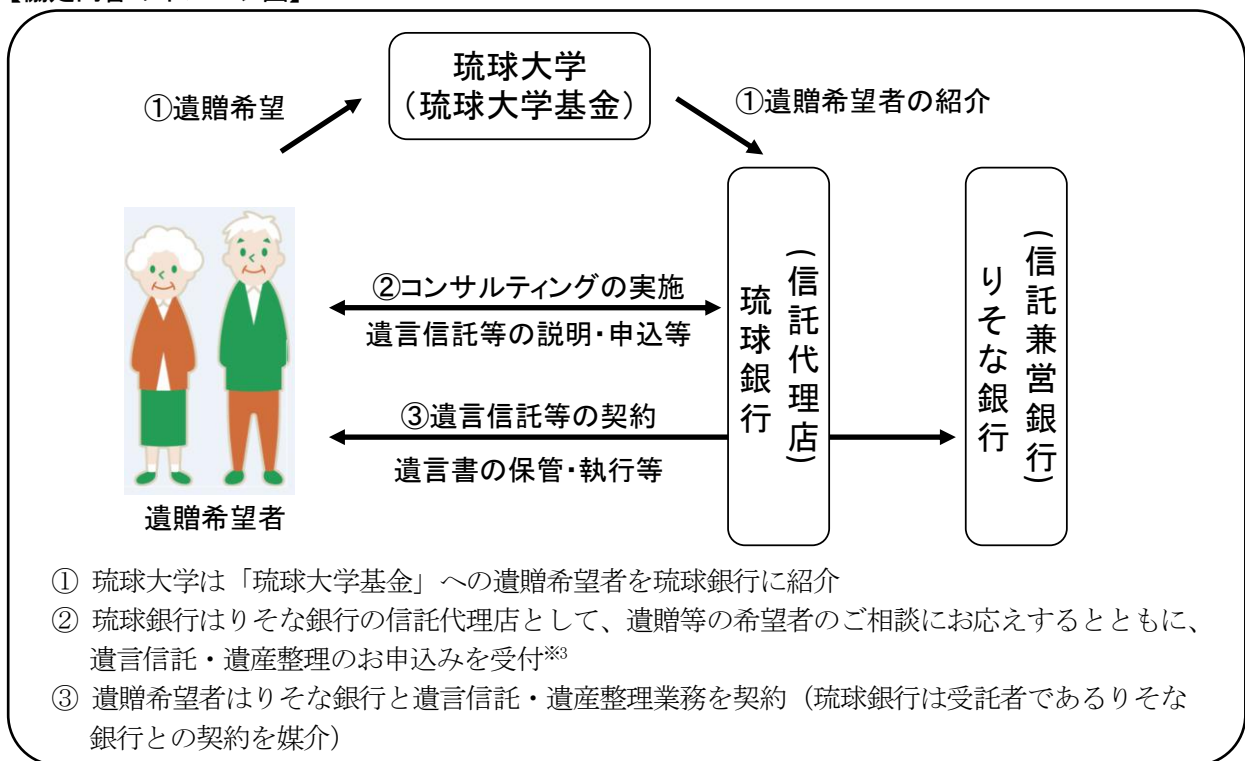 琉球大学
（琉球大学基金）
①遺贈希望
①遺贈希望者の紹介
②コンサルティングの実施
遺言信託等の説明・申込等
③遺言信託等の契約
遺言書の保管・執行等
遺贈希望者
琉球銀行
（信託代理店）
りそな銀行
（信託兼営銀行）
① 琉球大学は「琉球大学基金」への遺贈希望者を琉球銀行に紹介
② 琉球銀行はりそな銀行の信託代理店として、遺贈等の希望者のご相談にお応えするとともに、
遺言信託・遺産整理のお申込みを受付※3
③ 遺贈希望者はりそな銀行と遺言信託・遺産整理業務を契約（琉球銀行は受託者であるりそな
銀行との契約を媒介）